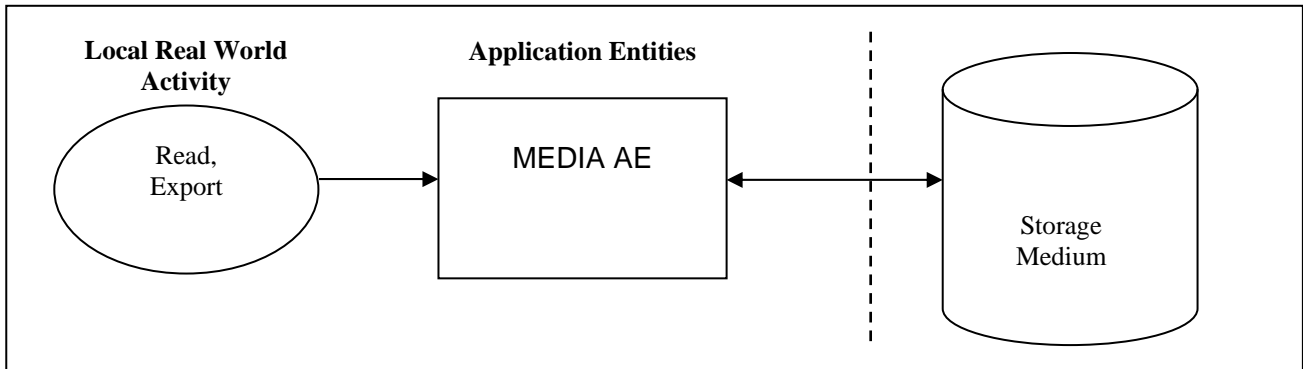 Local Real World
Activity
Application Entities
Read,
Export
MEDIA AE
Storage
Medium